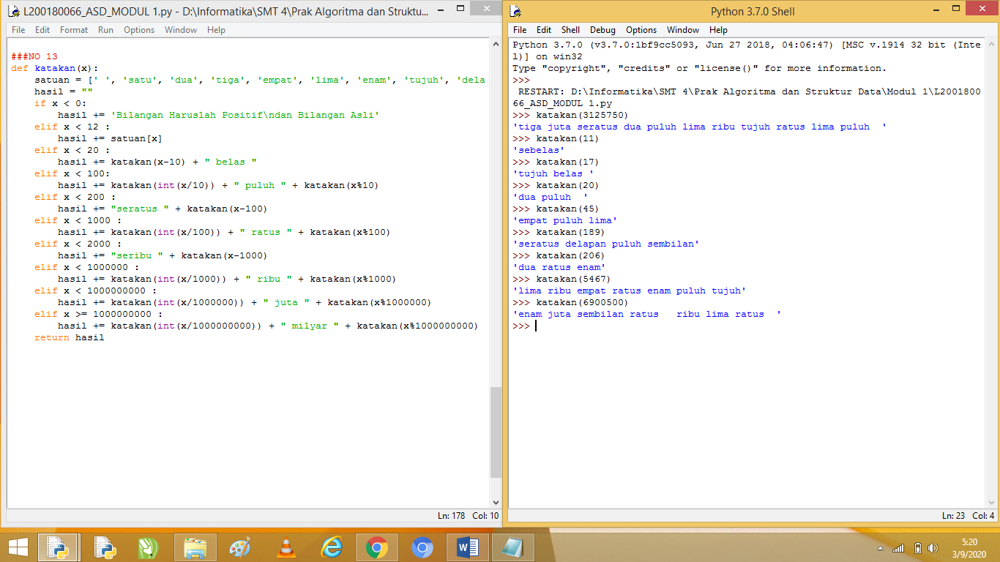 L200180066_ASD_MODUL 1.py - D:\Informatika\SMT 4\Prak Algoritma dan Struktu...
File Edit Format Run Options Window Help
###NO 13
def katakan(x):
    satuan = [' ', 'satu', 'dua', 'tiga', 'empat', 'lima', 'enam', 'tujuh', 'dela
    hasil = ""
    if x < 0:
        hasil += 'Bilangan Haruslah Positif\ndan Bilangan Asli'
    elif x < 12 :
        hasil += satuan[x]
    elif x < 20 :
        hasil += katakan(x-10) + " belas "
    elif x < 100:
        hasil += katakan(int(x/10)) + " puluh " + katakan(x%10)
    elif x < 200 :
        hasil += "seratus " + katakan(x-100)
    elif x < 1000 :
        hasil += katakan(int(x/100)) + " ratus " + katakan(x%100)
    elif x < 2000 :
        hasil += "seribu " + katakan(x-1000)
    elif x < 1000000 :
        hasil += katakan(int(x/1000)) + " ribu " + katakan(x%1000)
    elif x < 1000000000 :
        hasil += katakan(int(x/1000000)) + " juta " + katakan(x%1000000)
    elif x >= 1000000000 :
        hasil += katakan(int(x/1000000000)) + " milyar " + katakan(x%1000000000)
    return hasil
Ln: 178 Col: 10
Python 3.7.0 Shell
File Edit Shell Debug Options Window Help
Python 3.7.0 (v3.7.0:1bf9cc5093, Jun 27 2018, 04:06:47) [MSC v.1914 32 bit (Inte
l)] on win32
Type "copyright", "credits" or "license()" for more information.
>>>
 RESTART: D:\Informatika\SMT 4\Prak Algoritma dan Struktur Data\Modul 1\L2001800
66_ASD_MODUL 1.py
>>> katakan(3125750)
'tiga juta seratus dua puluh lima ribu tujuh ratus lima puluh  '
>>> katakan(11)
'sebelas'
>>> katakan(17)
'tujuh belas '
>>> katakan(20)
'dua puluh  '
>>> katakan(45)
'empat puluh lima'
>>> katakan(189)
'seratus delapan puluh sembilan'
>>> katakan(206)
'dua ratus enam'
>>> katakan(5467)
'lima ribu empat ratus enam puluh tujuh'
>>> katakan(6900500)
'enam juta sembilan ratus   ribu lima ratus  '
>>>
Ln: 23 Col: 4
5:20
3/9/2020